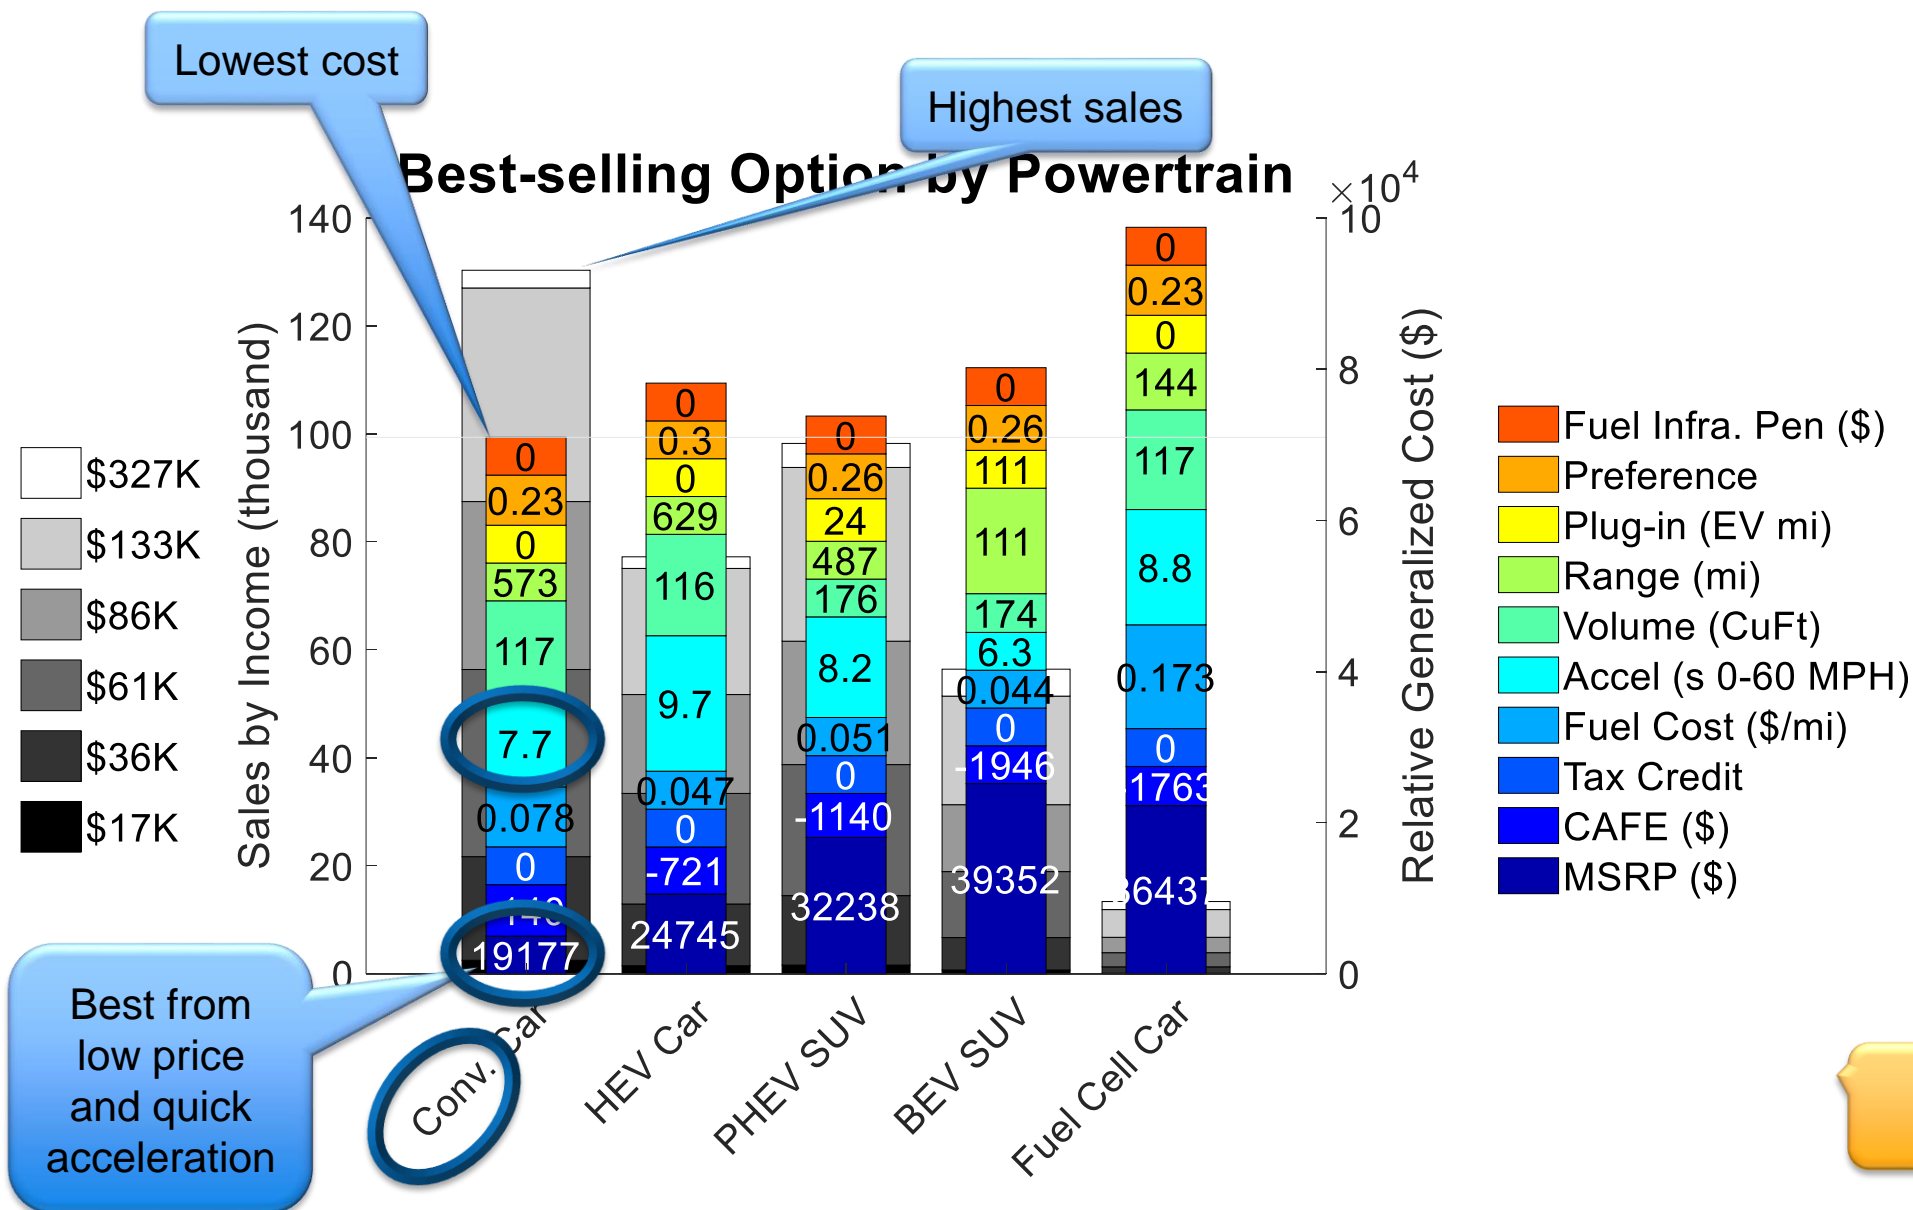 Lowest cost
Highest sales
Best-selling Option by Powertrain
×10⁴
140
120
100
80
60
40
20
0
Sales by Income (thousand)
10
8
6
4
2
0
Relative Generalized Cost ($)
$327K
$133K
$86K
$61K
$36K
$17K
0
0.23
0
573
117
7.7
0.078
0
19177
0
0.3
0
629
116
9.7
0.047
0
-721
24745
0
0.26
24
487
176
8.2
0.051
0
-1140
32238
0
0.26
111
111
174
6.3
0.044
0
-1946
39352
0
0.23
0
144
117
8.8
0.173
0
-1763
Fuel Infra. Pen ($)
Preference
Plug-in (EV mi)
Range (mi)
Volume (CuFt)
Accel (s 0-60 MPH)
Fuel Cost ($/mi)
Tax Credit
CAFE ($)
MSRP ($)
Conv. Car
HEV Car
PHEV SUV
BEV SUV
Fuel Cell Car
Best from
low price
and quick
acceleration